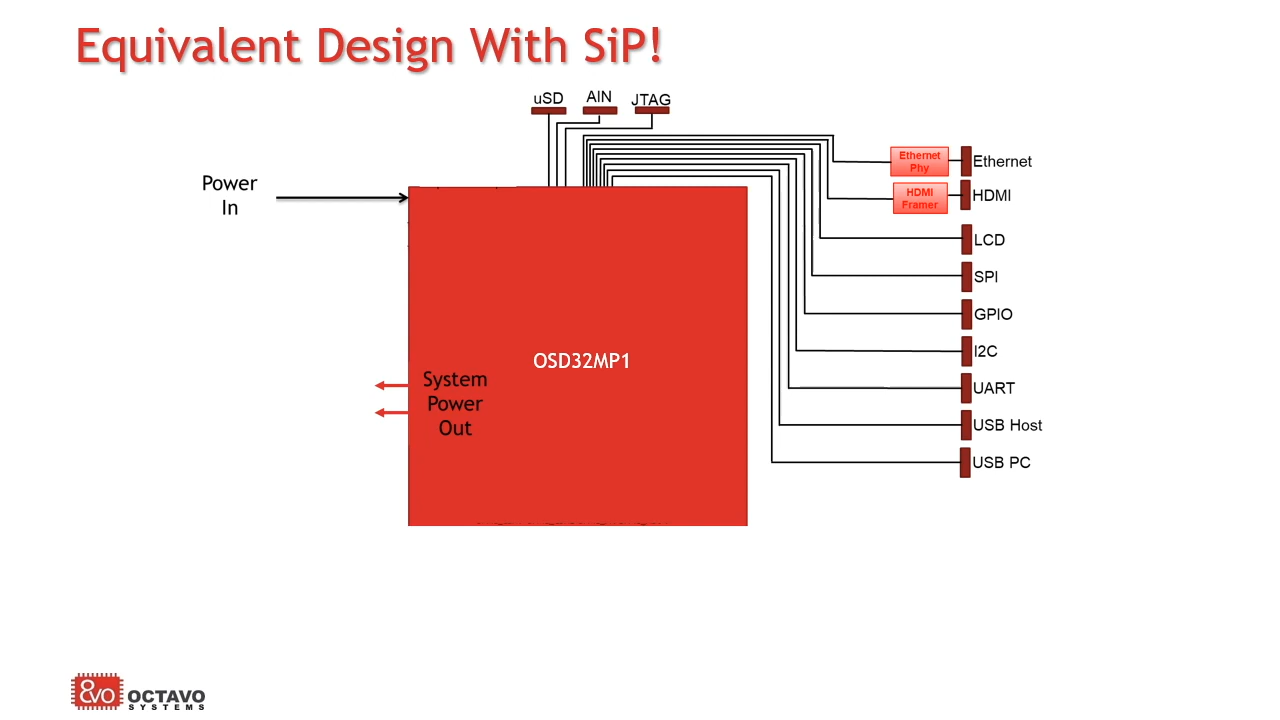 Equivalent Design With SiP!
uSD
AIN
JTAG
Ethernet
Phy
Ethernet
HDMI
Framer
HDMI
Power
In
LCD
SPI
GPIO
I2C
OSD32MP1
System
Power
Out
UART
USB Host
USB PC
8vo
OCTAVO
SYSTEMS